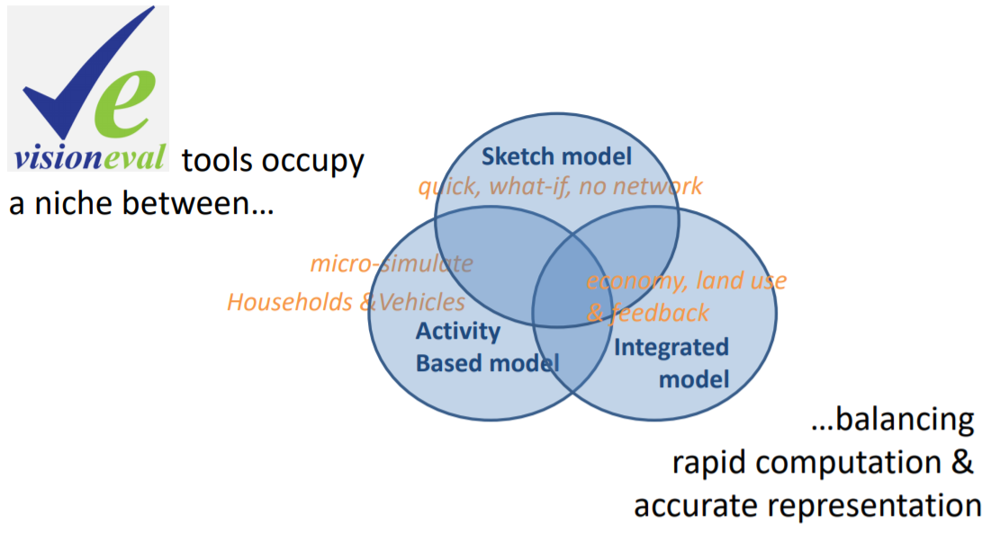 Ve
visioneval tools occupy
a niche between...
Sketch model
quick, what-if, no network
micro-simulate
Households &Vehicles
Activity
Based model
economy, land use
& feedback
Integrated
model
...balancing
rapid computation &
accurate representation